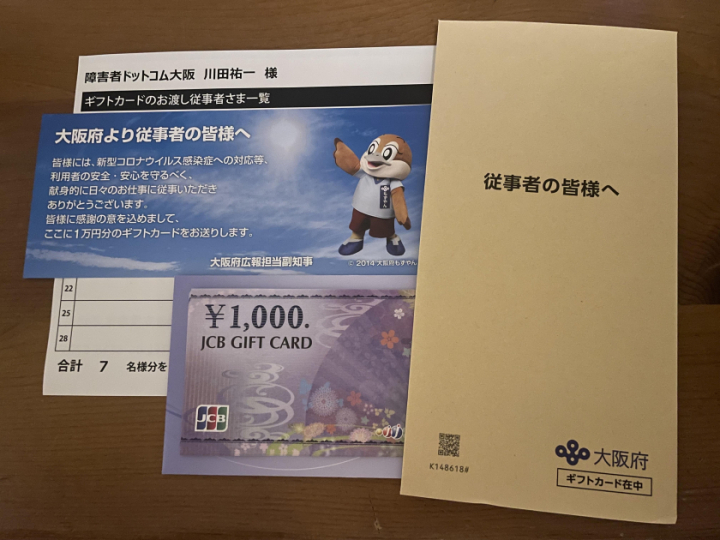 障害者ドットコム大阪 川田祐一 様
ギフトカードのお渡し従事者さま一覧
大阪府より従事者の皆様へ
皆様には、新型コロナウイルス感染症への対応等、
利用者の安全・安心を守るべく、
献身的に日々のお仕事に従事いただき
ありがとうございます。
皆様に感謝の意を込めまして、
ここに1万円分のギフトカードをお送りします。
大阪府広報担当副知事
© 2014 大阪府もずやん
22
25
28
合計 7 名様分を
¥1,000.
JCB GIFT CARD
JCB
従事者の皆様へ
K148618#
大阪府
ギフトカード在中